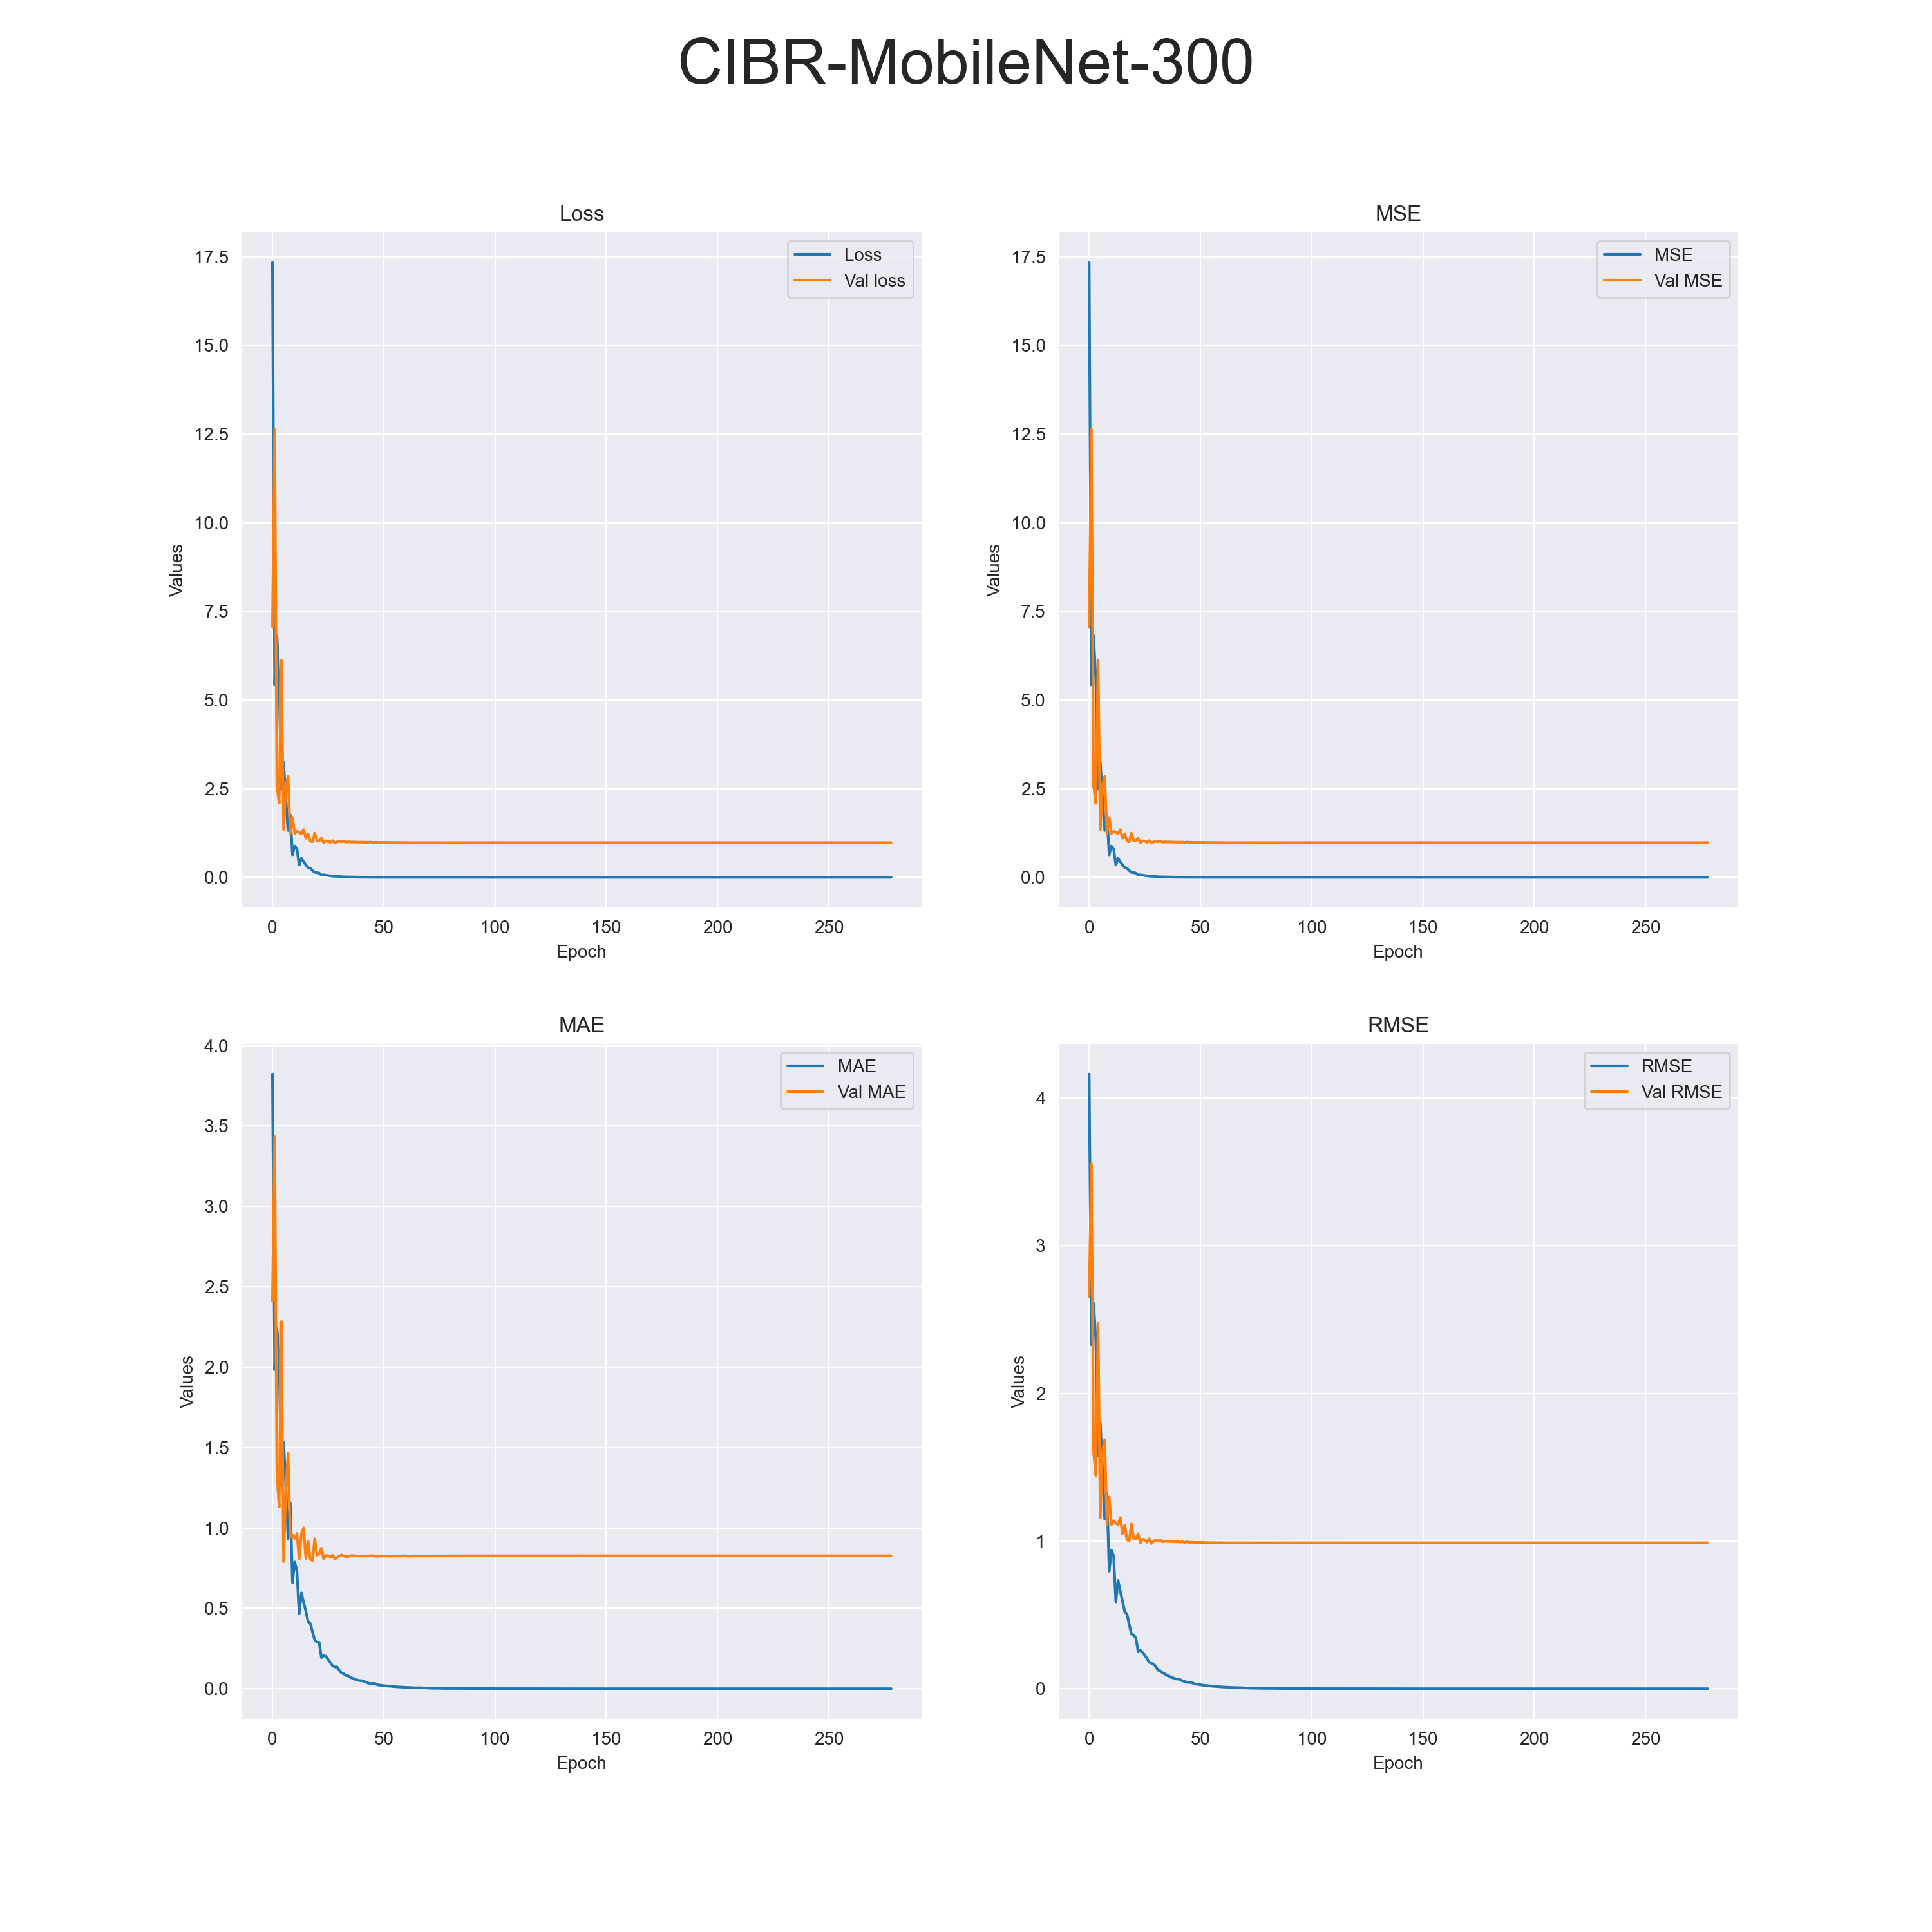 CIBR-MobileNet-300
Loss
17.5
15.0
12.5
10.0
7.5
5.0
2.5
0.0
Values
0 50 100 150 200 250
Epoch
Loss
Val loss
MSE
17.5
15.0
12.5
10.0
7.5
5.0
2.5
0.0
Values
0 50 100 150 200 250
Epoch
MSE
Val MSE
MAE
4.0
3.5
3.0
2.5
2.0
1.5
1.0
0.5
0.0
Values
0 50 100 150 200 250
Epoch
MAE
Val MAE
RMSE
4
3
2
1
0
Values
0 50 100 150 200 250
Epoch
RMSE
Val RMSE